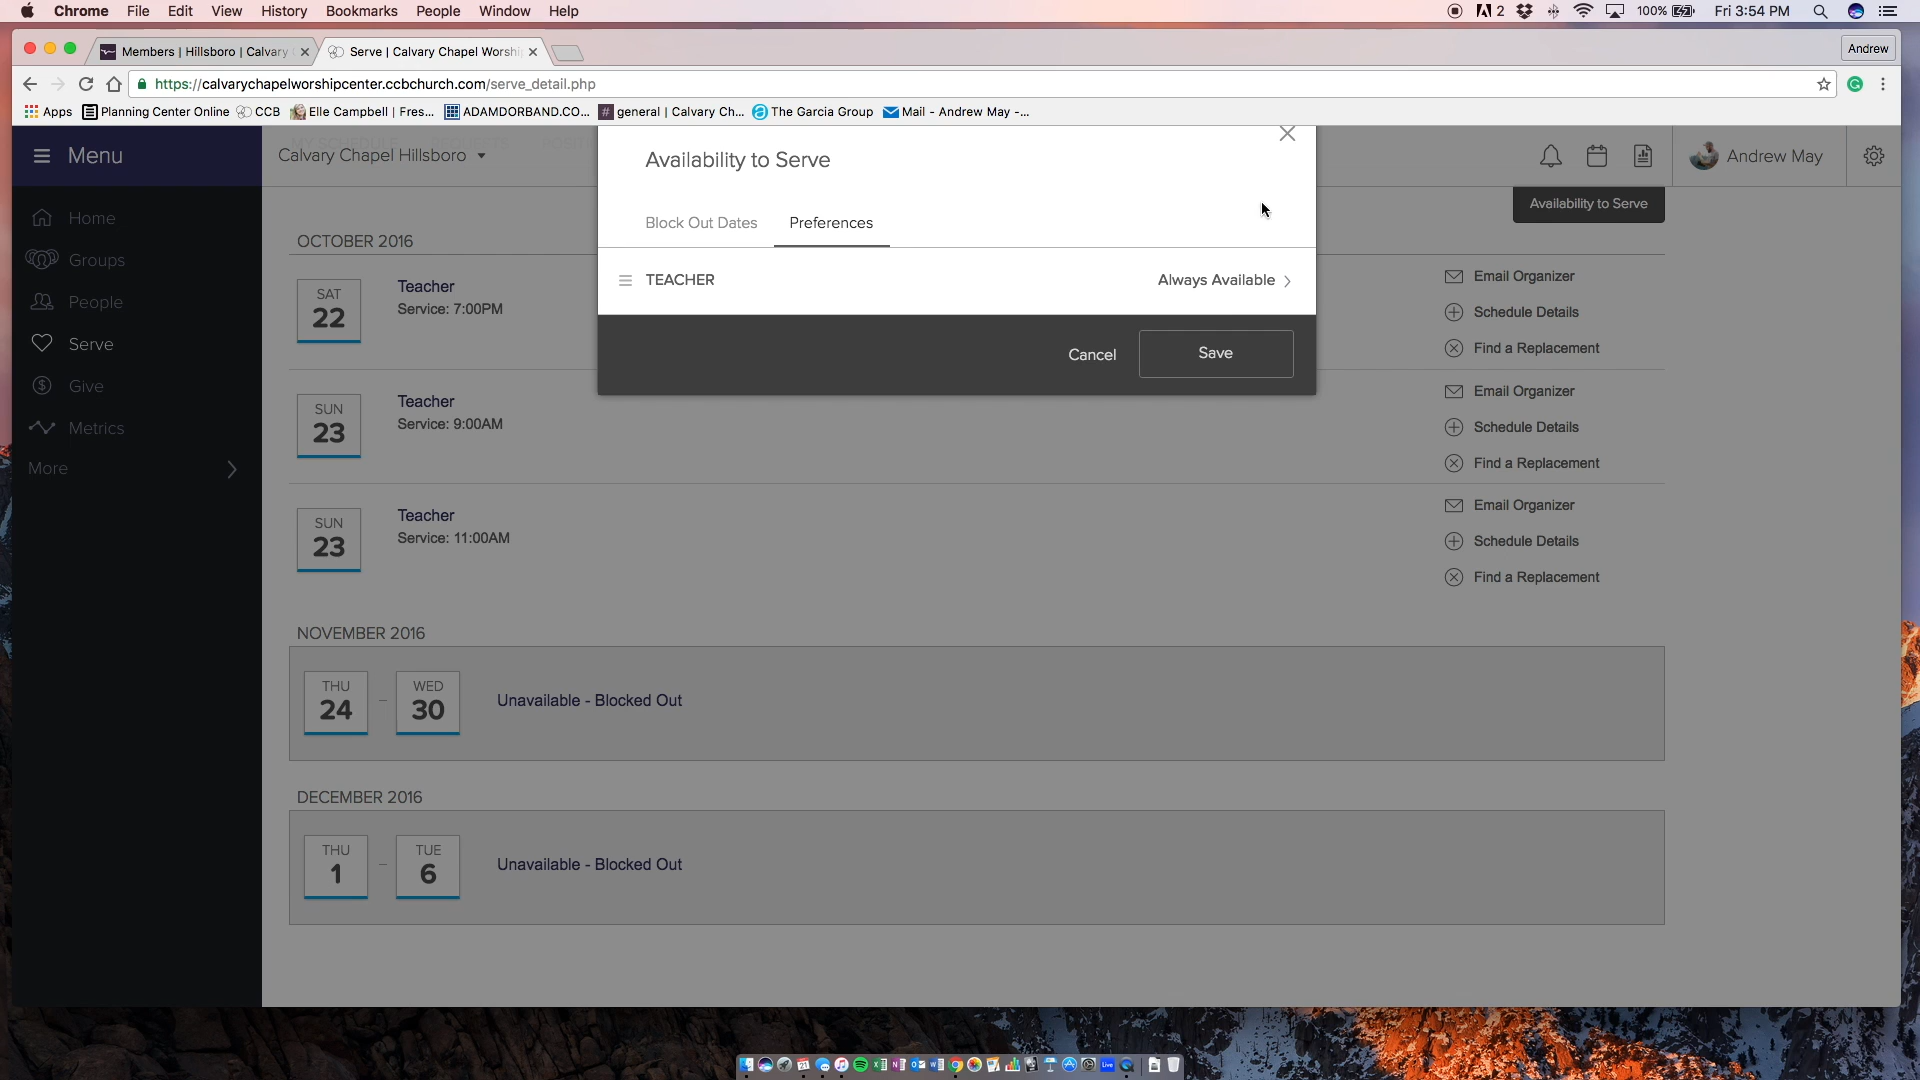 Chrome File Edit View History Bookmarks People Window Help
2 100% Fri 3:54 PM
Members | Hillsboro | Calvary
Serve | Calvary Chapel Worshi
Andrew
https://calvarychapelworshipcenter.ccbchurch.com/serve_detail.php
Apps Planning Center Online CCB Elle Campbell | Fres... ADAMDORBAND.CO... general | Calvary Ch... The Garcia Group Mail - Andrew May -...
Menu
Calvary Chapel Hillsboro
Andrew May
Home
Groups
People
Serve
Give
Metrics
More
Availability to Serve
Availability to Serve
Block Out Dates Preferences
TEACHER Always Available
Cancel Save
OCTOBER 2016
SAT
22
Teacher
Service: 7:00PM
Email Organizer
Schedule Details
Find a Replacement
SUN
23
Teacher
Service: 9:00AM
Email Organizer
Schedule Details
Find a Replacement
SUN
23
Teacher
Service: 11:00AM
Email Organizer
Schedule Details
Find a Replacement
NOVEMBER 2016
THU
24
–
WED
30
Unavailable - Blocked Out
DECEMBER 2016
THU
1
–
TUE
6
Unavailable - Blocked Out